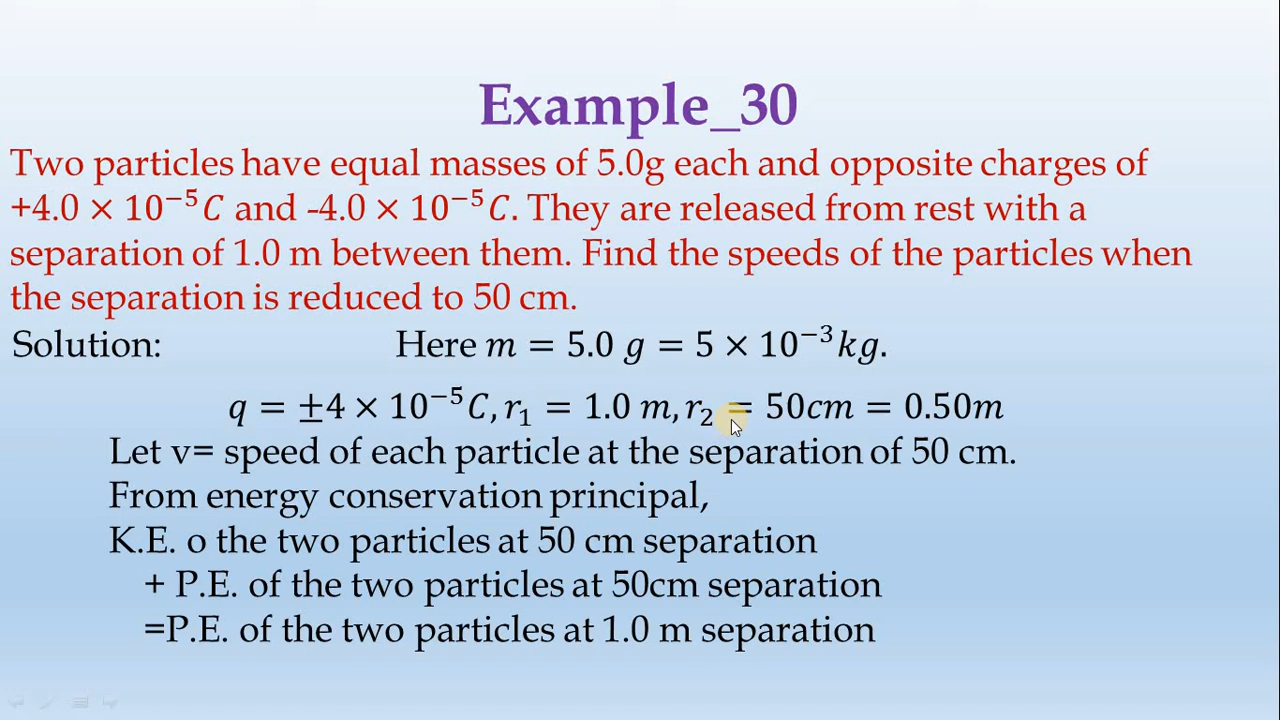 Example_30
Two particles have equal masses of 5.0g each and opposite charges of
+4.0 × 10⁻⁵C and -4.0 × 10⁻⁵C. They are released from rest with a
separation of 1.0 m between them. Find the speeds of the particles when
the separation is reduced to 50 cm.
Solution: Here m = 5.0 g = 5 × 10⁻³kg.
q = ±4 × 10⁻⁵C, r₁ = 1.0 m, r₂ = 50cm = 0.50m
Let v= speed of each particle at the separation of 50 cm.
From energy conservation principal,
K.E. o the two particles at 50 cm separation
+ P.E. of the two particles at 50cm separation
=P.E. of the two particles at 1.0 m separation